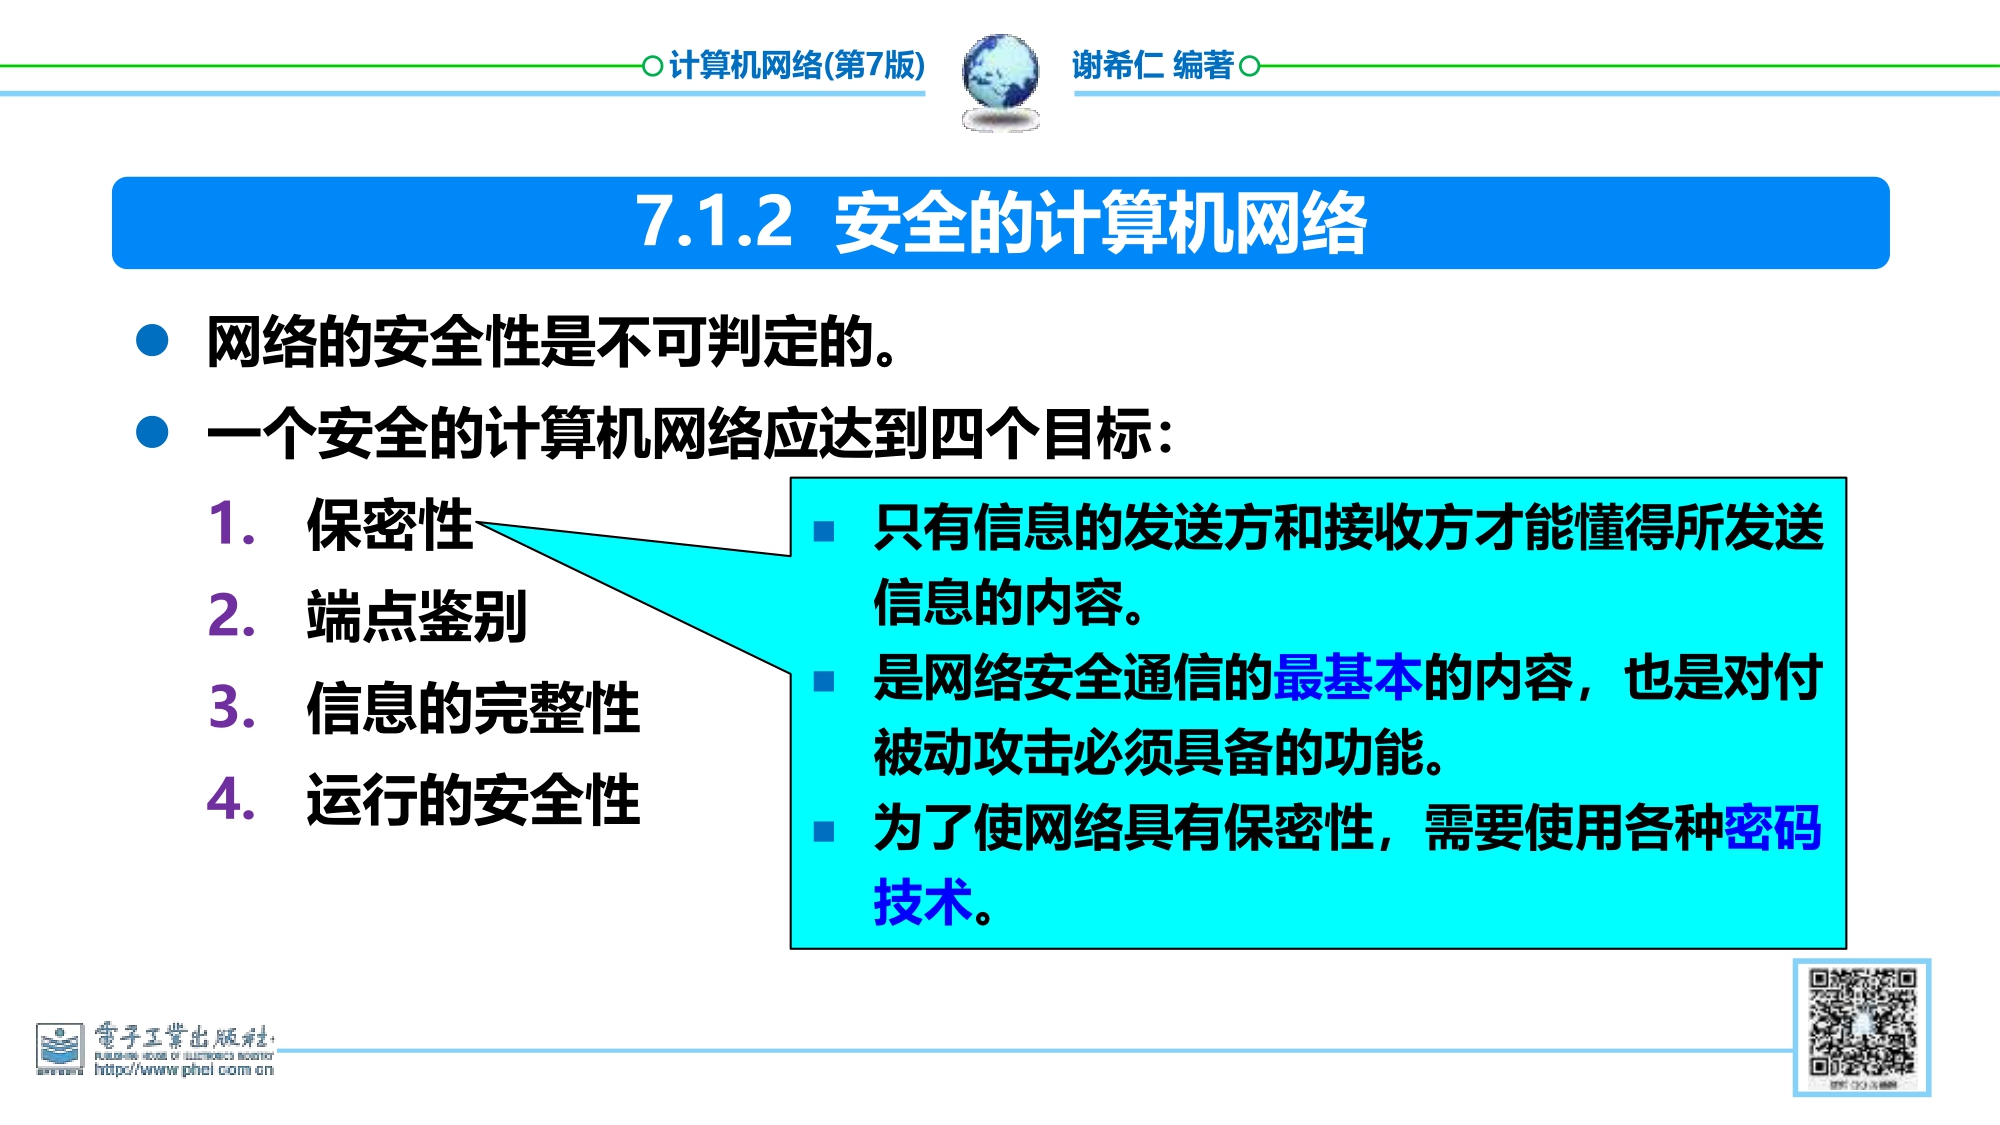 计算机网络(第7版)
谢希仁 编著
7.1.2 安全的计算机网络
网络的安全性是不可判定的。
一个安全的计算机网络应达到四个目标：
1. 保密性
2. 端点鉴别
3. 信息的完整性
4. 运行的安全性
只有信息的发送方和接收方才能懂得所发送
信息的内容。
是网络安全通信的最基本的内容，也是对付
被动攻击必须具备的功能。
为了使网络具有保密性，需要使用各种密码
技术。
電子工業出版社
PUBLISHING HOUSE OF ELECTRONICS INDUSTRY
http://www.phei.com.cn